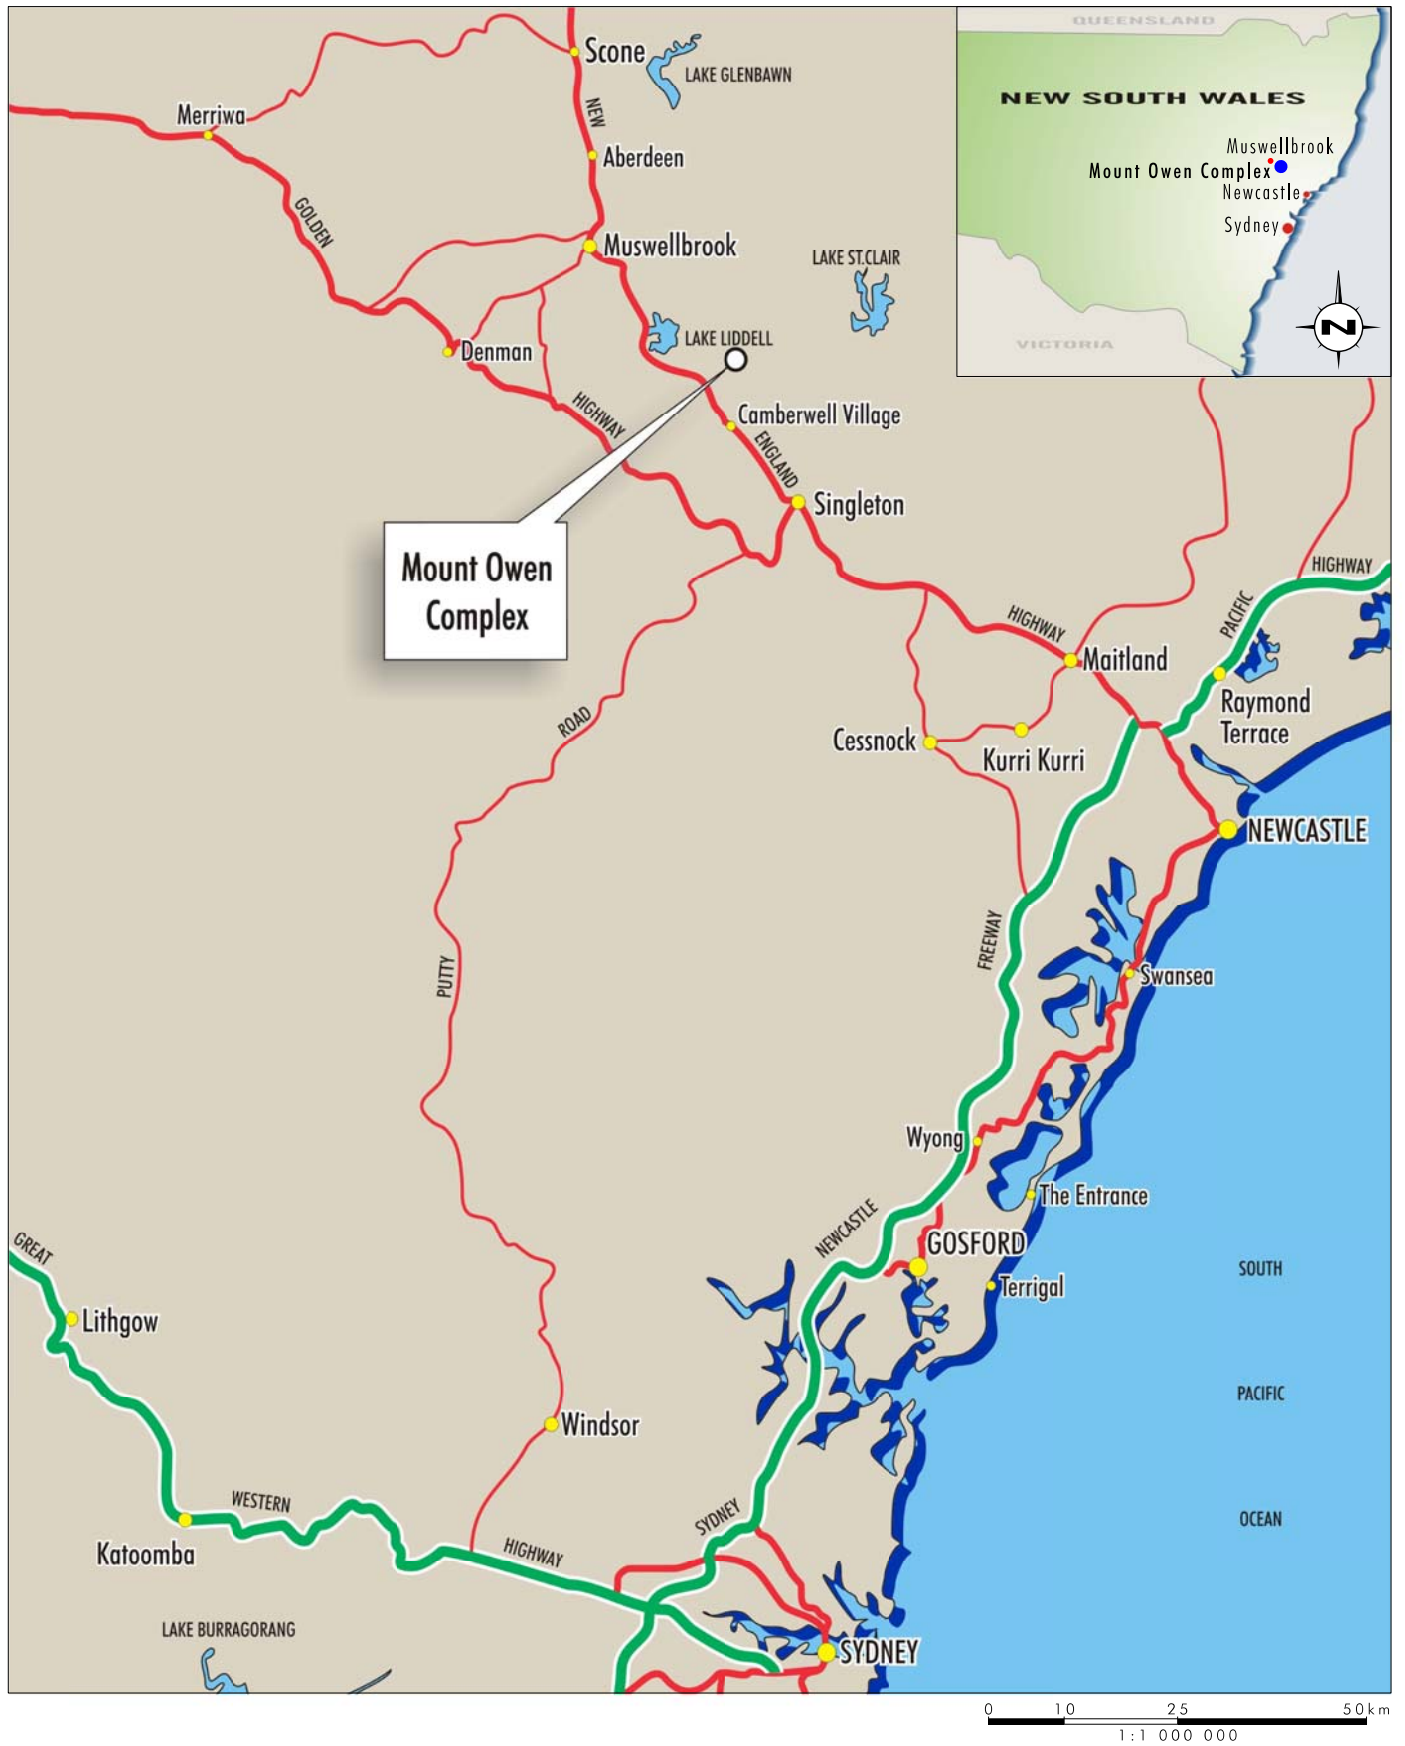 QUEENSLAND
NEW SOUTH WALES
Muswellbrook
Mount Owen Complex
Newcastle
Sydney
VICTORIA
N
Scone
LAKE GLENBAWN
NEW
Merriwa
Aberdeen
GOLDEN
Muswellbrook
LAKE ST.CLAIR
LAKE LIDDELL
Denman
HIGHWAY
Camberwell Village
ENGLAND
Singleton
Mount Owen
Complex
HIGHWAY
PACIFIC
HIGHWAY
Maitland
Raymond
Terrace
ROAD
Cessnock
Kurri Kurri
NEWCASTLE
FREEWAY
PUTTY
Swansea
Wyong
The Entrance
NEWCASTLE
GREAT
GOSFORD
SOUTH
Terrigal
Lithgow
PACIFIC
Windsor
WESTERN
SYDNEY
OCEAN
Katoomba
HIGHWAY
LAKE BURRAGORANG
SYDNEY
0 10 25 50km
1:1 000 000